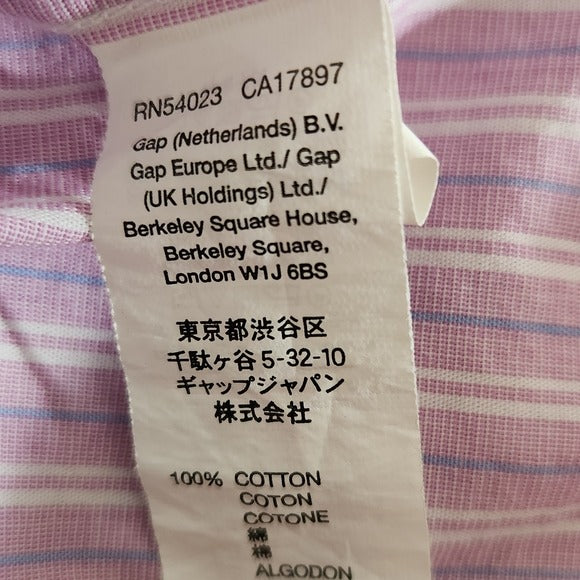 RN54023 CA17897
Gap (Netherlands) B.V.
Gap Europe Ltd./ Gap
(UK Holdings) Ltd./
Berkeley Square House,
Berkeley Square,
London W1J 6BS
東京都渋谷区
千駄ヶ谷5-32-10
ギャップジャパン
株式会社
100% COTTON
COTON
COTONE
綿
棉
ALGODON